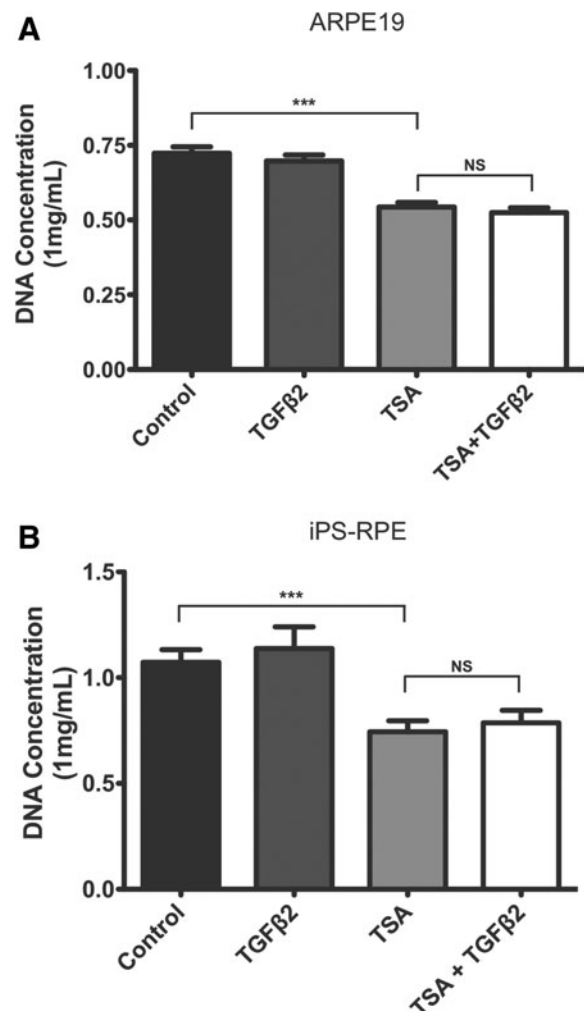 A
ARPE19
DNA Concentration
(1mg/mL)
1.00
0.75
0.50
0.25
0.00
***
NS
Control
TGFβ2
TSA
TSA+TGFβ2
B
iPS-RPE
DNA Concentration
(1mg/mL)
1.5
1.0
0.5
0.0
***
NS
Control
TGFβ2
TSA
TSA + TGFβ2